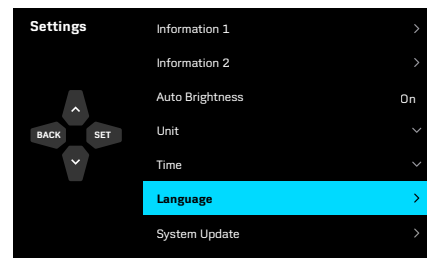 Settings
Information 1
Information 2
Auto Brightness On
BACK SET
Unit
Time
Language
System Update